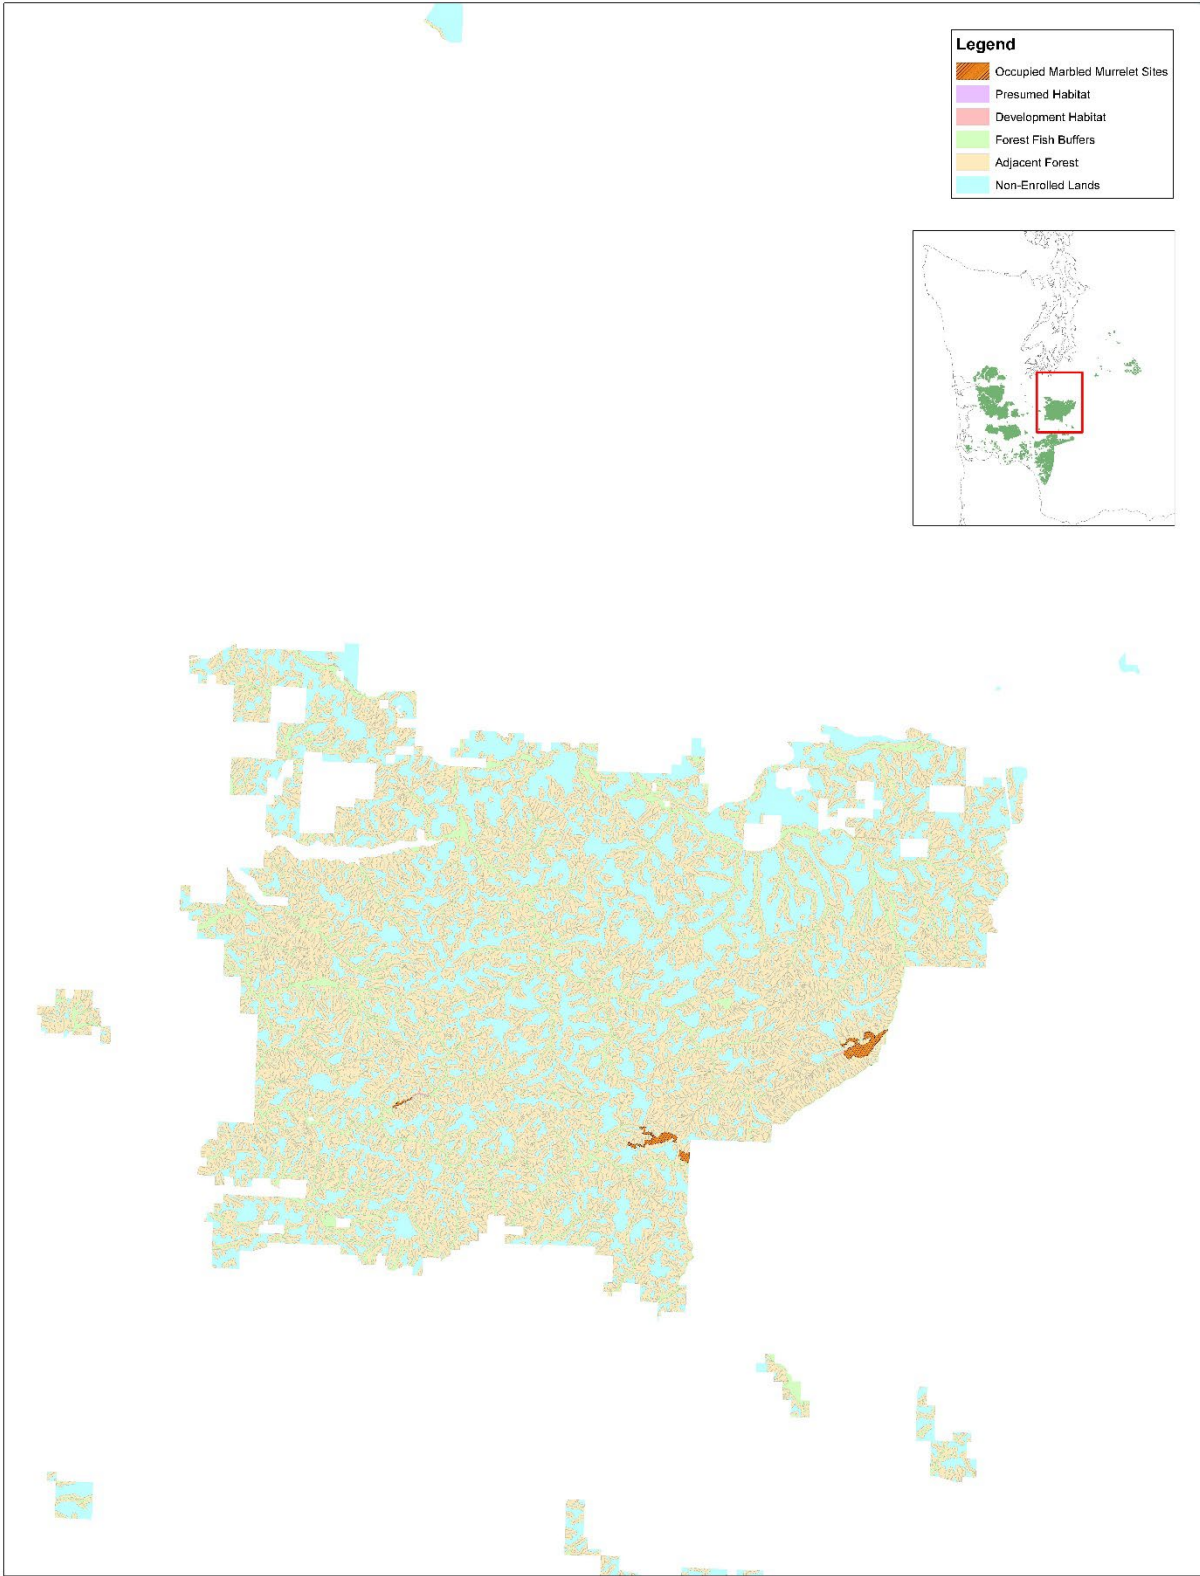 Legend
Occupied Marbled Murrelet Sites
Presumed Habitat
Development Habitat
Forest Fish Buffers
Adjacent Forest
Non-Enrolled Lands